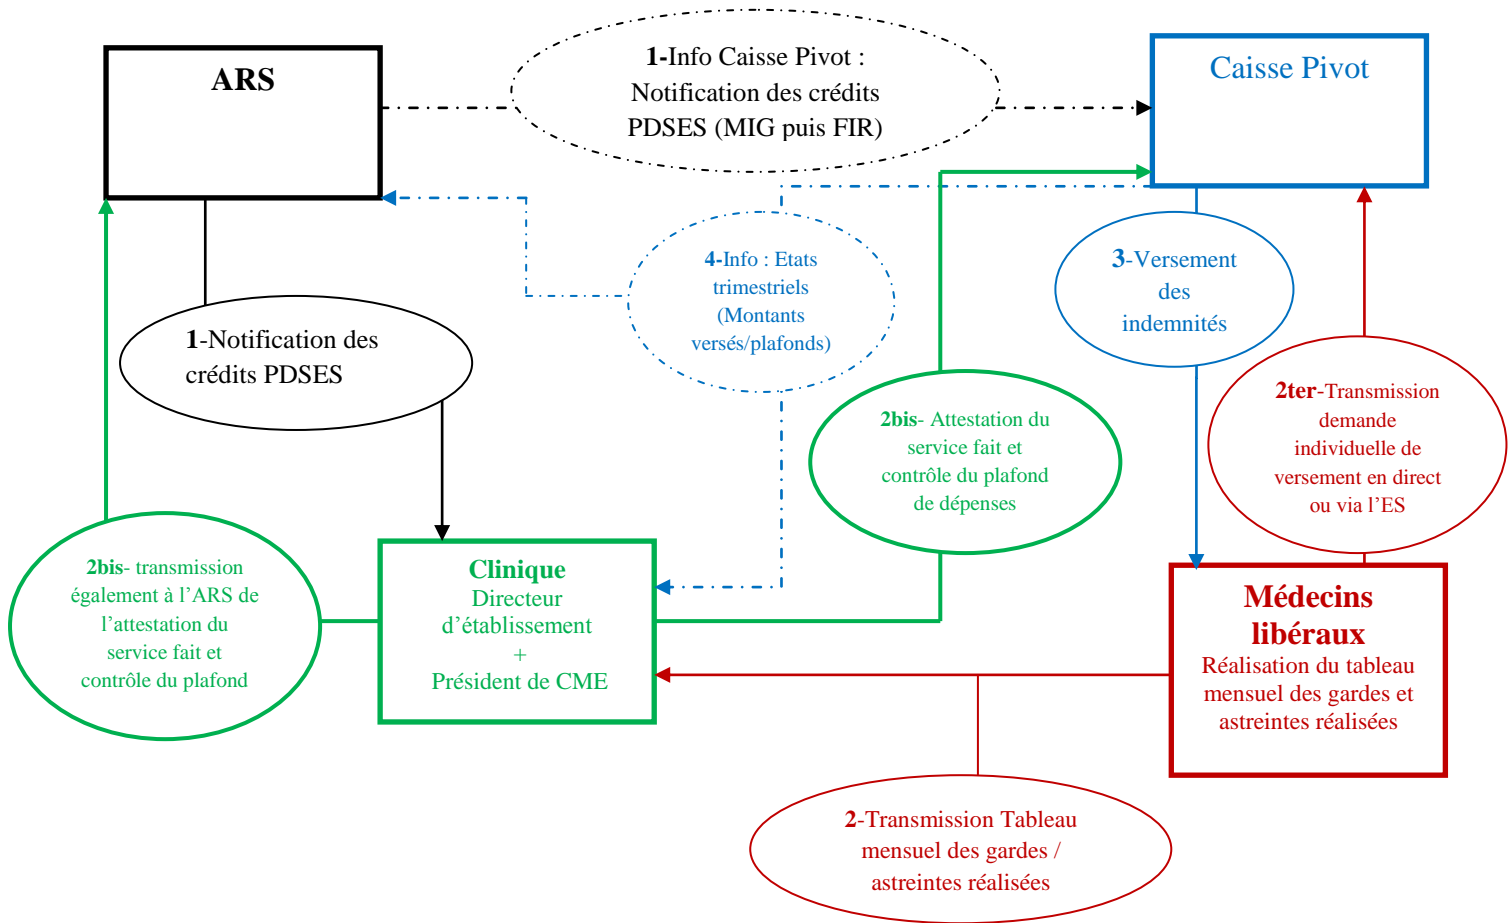 ARS
1-Info Caisse Pivot :
Notification des crédits
PDSES (MIG puis FIR)
Caisse Pivot
4-Info : Etats
trimestriels
(Montants
versés/plafonds)
3-Versement
des
indemnités
1-Notification des
crédits PDSES
2bis- Attestation du
service fait et
contrôle du plafond
de dépenses
2ter-Transmission
demande
individuelle de
versement en direct
ou via l’ES
2bis- transmission
également à l’ARS de
l’attestation du
service fait et
contrôle du plafond
Clinique
Directeur
d’établissement
+
Président de CME
Médecins
libéraux
Réalisation du tableau
mensuel des gardes et
astreintes réalisées
2-Transmission Tableau
mensuel des gardes /
astreintes réalisées